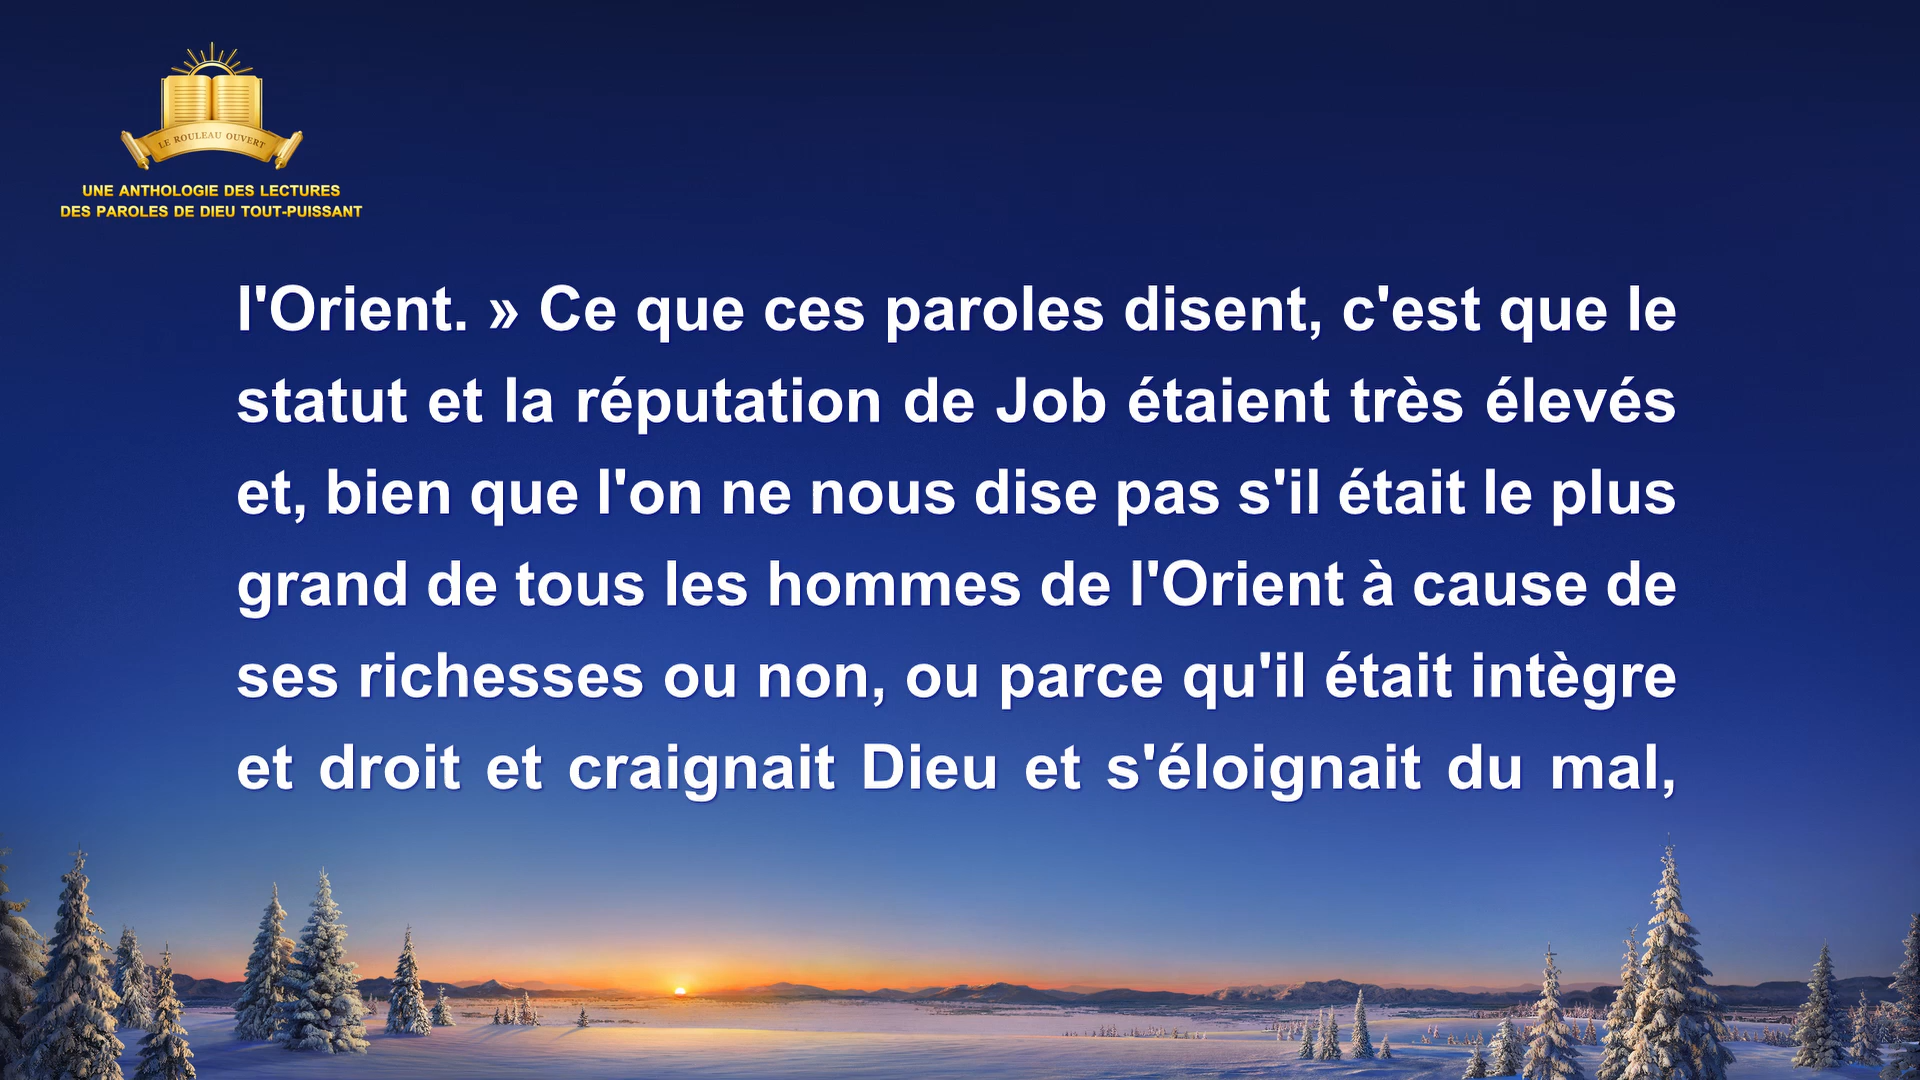 LE ROULEAU OUVERT
UNE ANTHOLOGIE DES LECTURES
DES PAROLES DE DIEU TOUT-PUISSANT
l'Orient. » Ce que ces paroles disent, c'est que le
statut et la réputation de Job étaient très élevés
et, bien que l'on ne nous dise pas s'il était le plus
grand de tous les hommes de l'Orient à cause de
ses richesses ou non, ou parce qu'il était intègre
et droit et craignait Dieu et s'éloignait du mal,